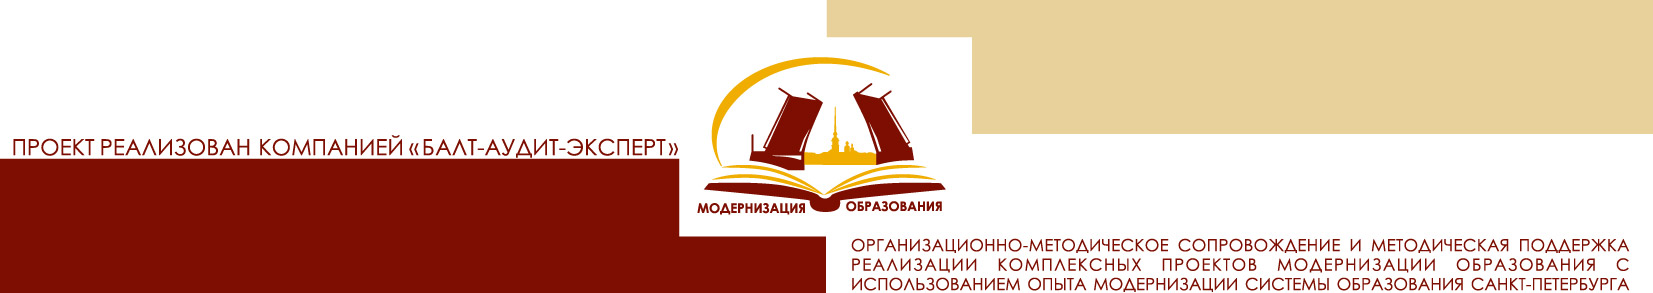 ПРОЕКТ РЕАЛИЗОВАН КОМПАНИЕЙ «БАЛТ-АУДИТ-ЭКСПЕРТ»
МОДЕРНИЗАЦИЯ ОБРАЗОВАНИЯ
ОРГАНИЗАЦИОННО-МЕТОДИЧЕСКОЕ СОПРОВОЖДЕНИЕ И МЕТОДИЧЕСКАЯ ПОДДЕРЖКА
РЕАЛИЗАЦИИ КОМПЛЕКСНЫХ ПРОЕКТОВ МОДЕРНИЗАЦИИ ОБРАЗОВАНИЯ С
ИСПОЛЬЗОВАНИЕМ ОПЫТА МОДЕРНИЗАЦИИ СИСТЕМЫ ОБРАЗОВАНИЯ САНКТ-ПЕТЕРБУРГА